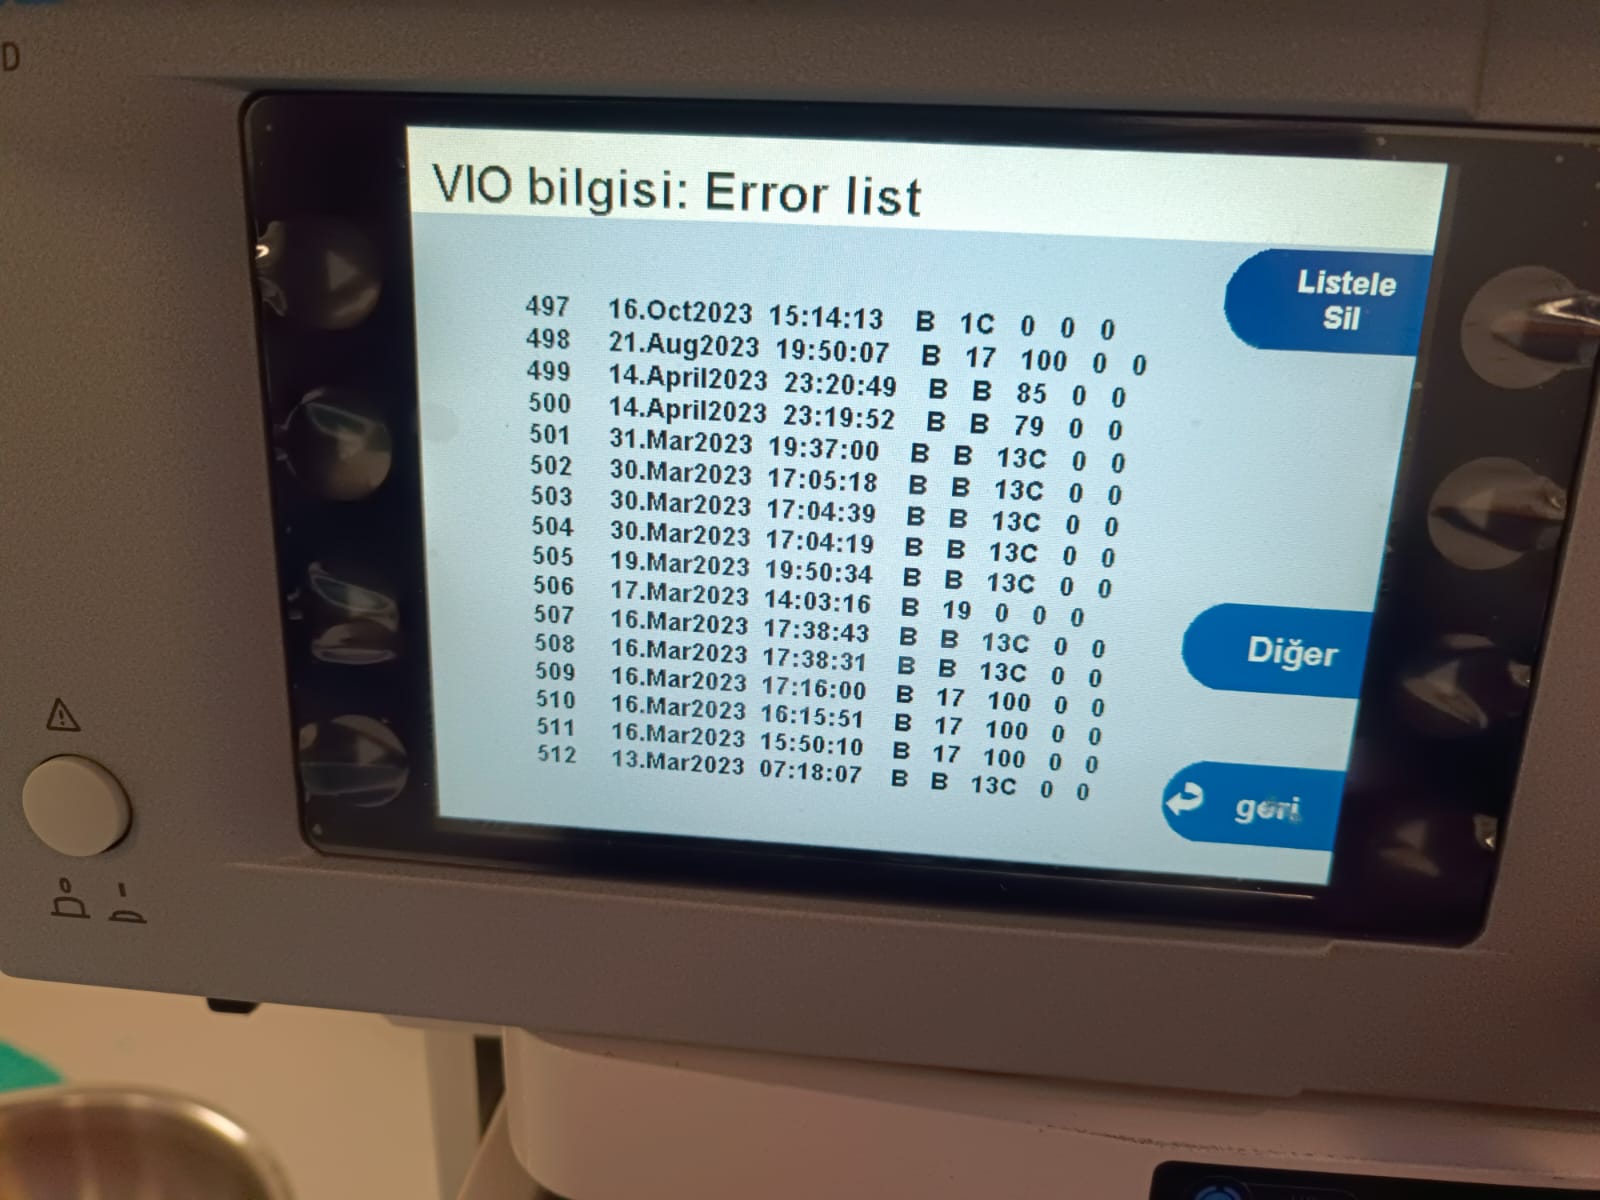 D
VIO bilgisi: Error list
Listele
Sil
497 16.Oct2023 15:14:13 B 1C 0 0 0
498 21.Aug2023 19:50:07 B 17 100 0 0
499 14.April2023 23:20:49 B B 85 0 0
500 14.April2023 23:19:52 B B 79 0 0
501 31.Mar2023 19:37:00 B B 13C 0 0
502 30.Mar2023 17:05:18 B B 13C 0 0
503 30.Mar2023 17:04:39 B B 13C 0 0
504 30.Mar2023 17:04:19 B B 13C 0 0
505 19.Mar2023 19:50:34 B B 13C 0 0
506 17.Mar2023 14:03:16 B 19 0 0 0
507 16.Mar2023 17:38:43 B B 13C 0 0
508 16.Mar2023 17:38:31 B B 13C 0 0
509 16.Mar2023 17:16:00 B 17 100 0 0
510 16.Mar2023 16:15:51 B 17 100 0 0
511 16.Mar2023 15:50:10 B 17 100 0 0
512 13.Mar2023 07:18:07 B B 13C 0 0
Diğer
geri